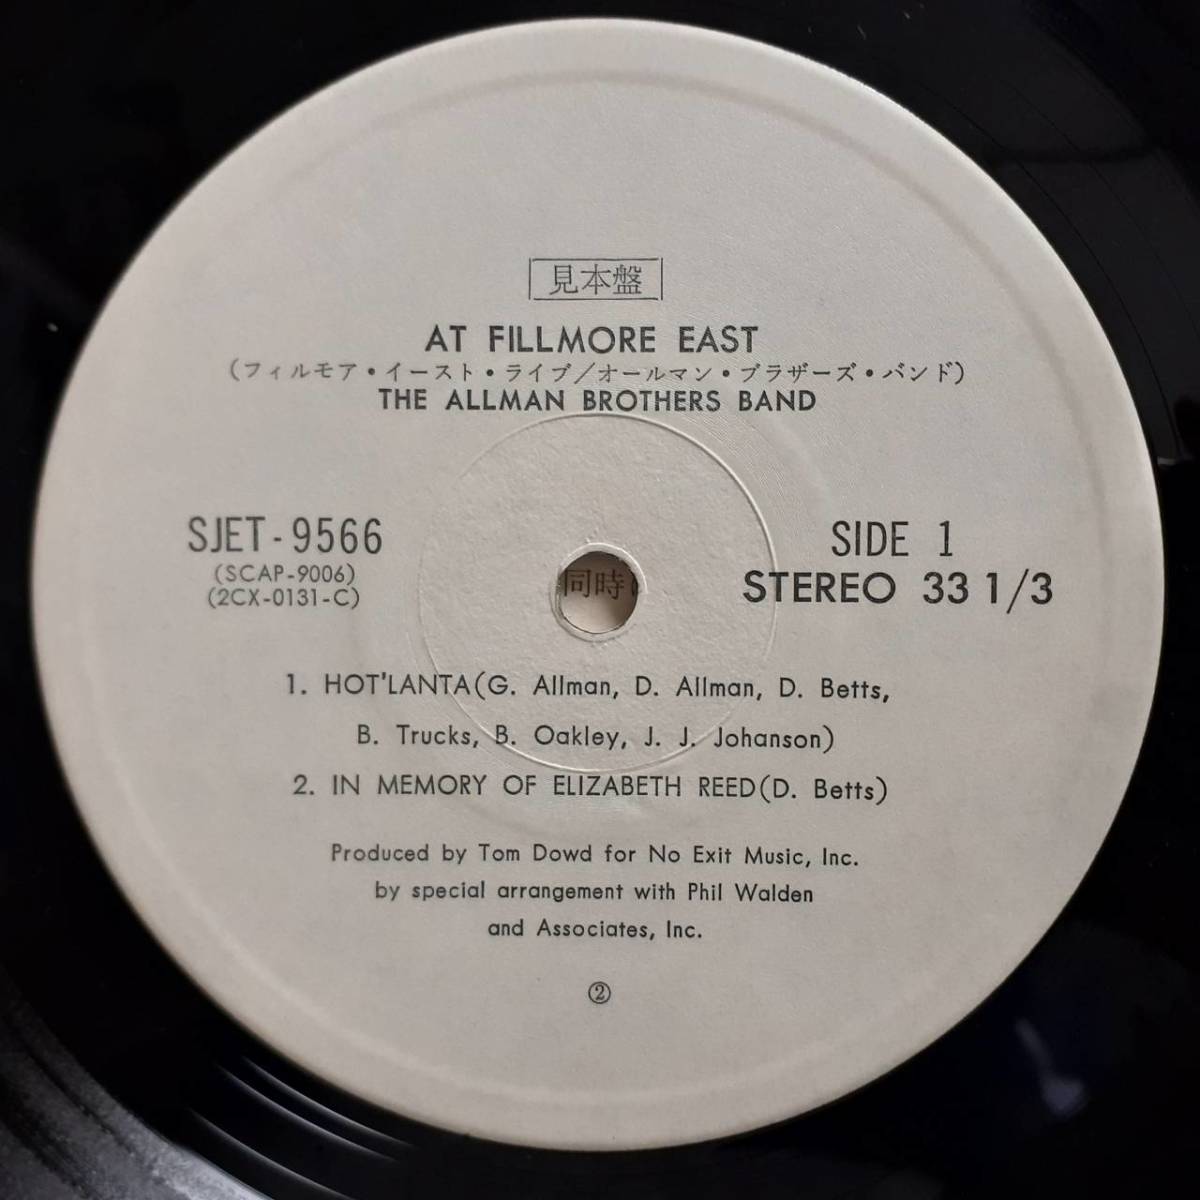 見本盤
AT FILLMORE EAST
(フィルモア・イースト・ライブ/オールマン・ブラザーズ・バンド)
THE ALLMAN BROTHERS BAND
SJET-9566
(SCAP-9006)
(2CX-0131-C)
SIDE 1
STEREO 33 1/3
同時に
1. HOT'LANTA(G. Allman, D. Allman, D. Betts,
B. Trucks, B. Oakley, J. J. Johanson)
2. IN MEMORY OF ELIZABETH REED(D. Betts)
Produced by Tom Dowd for No Exit Music, Inc.
by special arrangement with Phil Walden
and Associates, Inc.
②